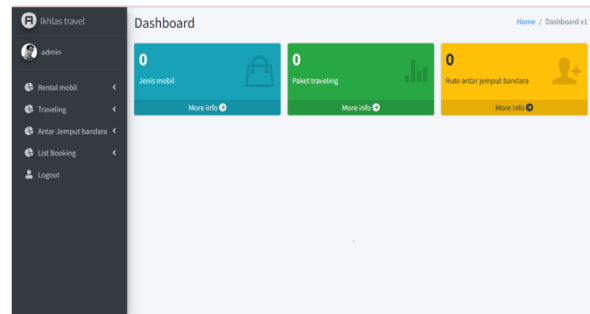 Ikhlas travel
admin
Rental mobil
Traveling
Antar Jemput bandara
List Booking
Logout
Dashboard
Home / Dashboard v1
0
Jenis mobil
More info
0
Paket traveling
More info
0
Rute antar jemput bandara
More info